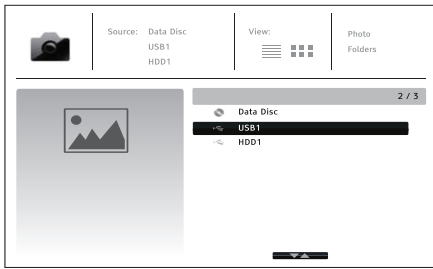 Source: Data Disc
USB1
HDD1
View:
Photo
Folders
2 / 3
Data Disc
USB1
HDD1